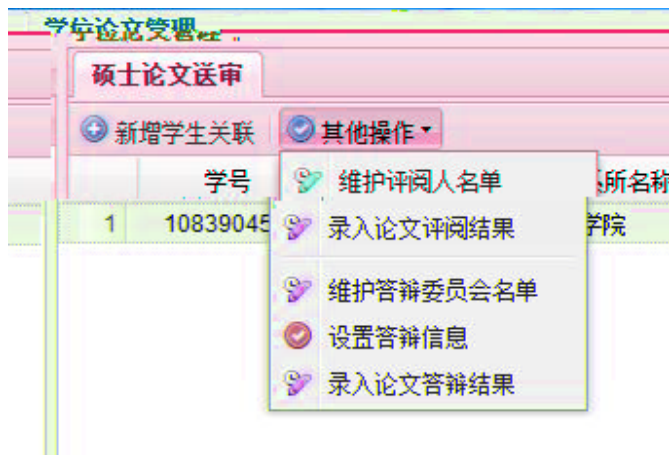 学位论文管理
硕士论文送审
新增学生关联 其他操作
学号 所名称
1 10839045 学院
维护评阅人名单
录入论文评阅结果
维护答辩委员会名单
设置答辩信息
录入论文答辩结果